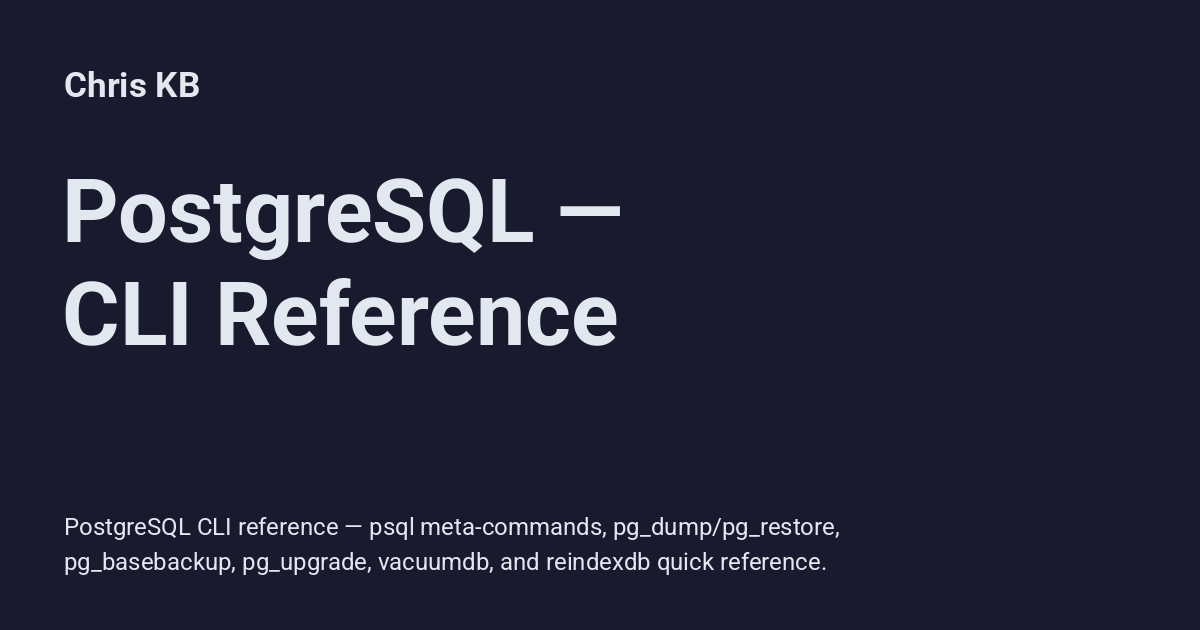 Chris KB
PostgreSQL —
CLI Reference
PostgreSQL CLI reference — psql meta-commands, pg_dump/pg_restore,
pg_basebackup, pg_upgrade, vacuumdb, and reindexdb quick reference.